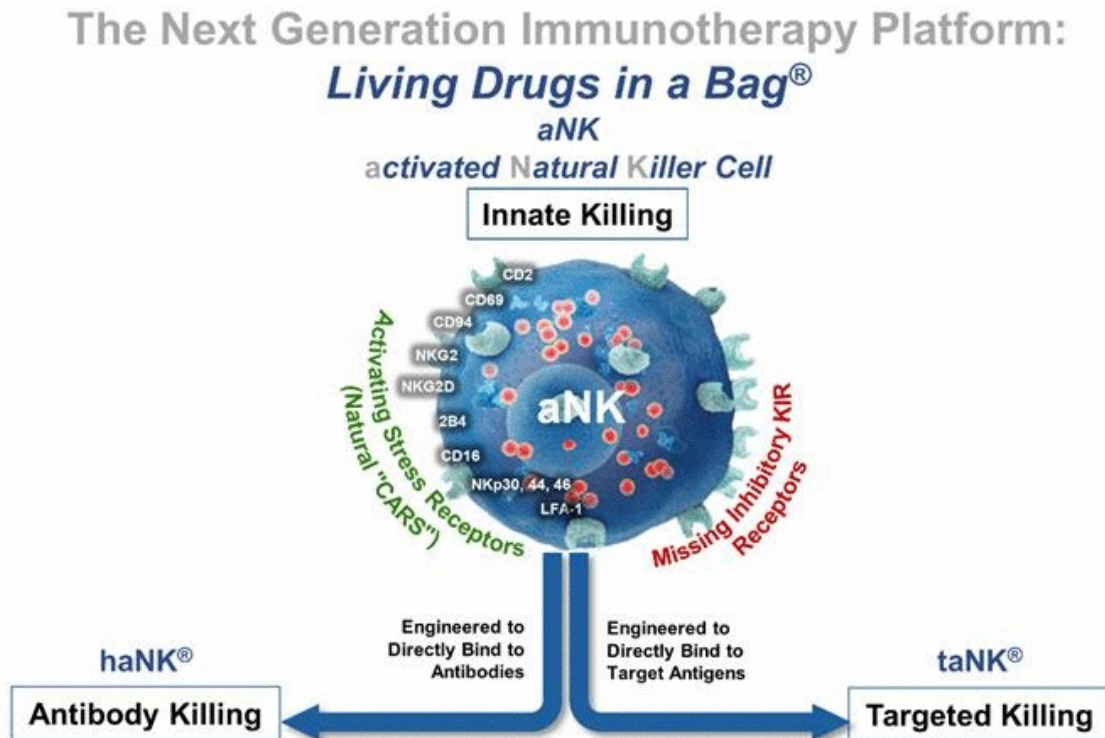 The Next Generation Immunotherapy Platform:
Living Drugs in a Bag®
aNK
activated Natural Killer Cell
Innate Killing
CD2
CD69
CD94
NKG2
NKG2D
2B4
CD16
NKp30, 44, 46
LFA-1
aNK
Activating Stress Receptors
(Natural "CARS")
Missing Inhibitory KIR
Receptors
Engineered to
Directly Bind to
Antibodies
Engineered to
Directly Bind to
Target Antigens
haNK®
Antibody Killing
taNK®
Targeted Killing